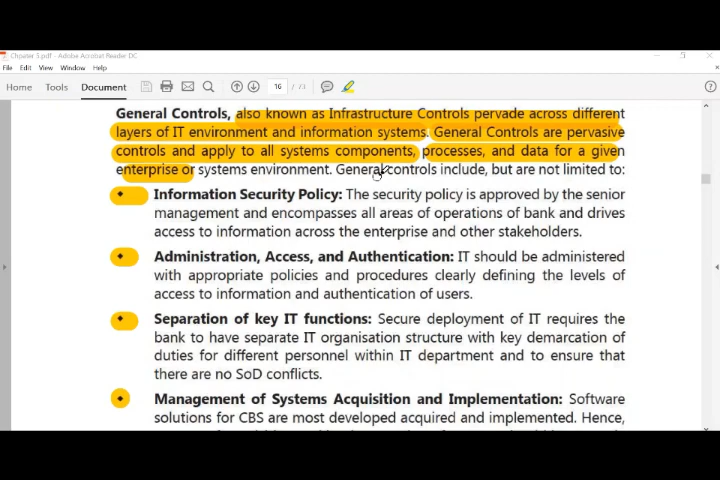 Chpater 5.pdf - Adobe Acrobat Reader DC
File Edit View Window Help
Home Tools Document 16 / 73
General Controls, also known as Infrastructure Controls pervade across different
layers of IT environment and information systems. General Controls are pervasive
controls and apply to all systems components, processes, and data for a given
enterprise or systems environment. General controls include, but are not limited to:
Information Security Policy: The security policy is approved by the senior
management and encompasses all areas of operations of bank and drives
access to information across the enterprise and other stakeholders.
Administration, Access, and Authentication: IT should be administered
with appropriate policies and procedures clearly defining the levels of
access to information and authentication of users.
Separation of key IT functions: Secure deployment of IT requires the
bank to have separate IT organisation structure with key demarcation of
duties for different personnel within IT department and to ensure that
there are no SoD conflicts.
Management of Systems Acquisition and Implementation: Software
solutions for CBS are most developed acquired and implemented. Hence,